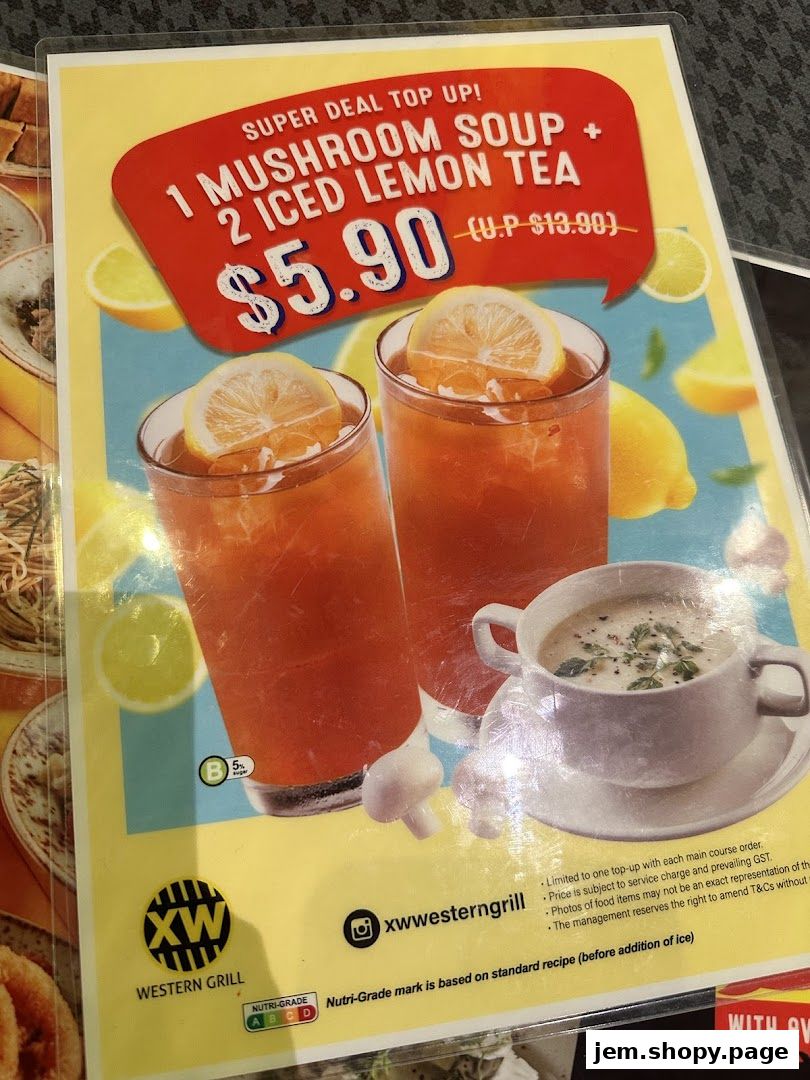 SUPER DEAL TOP UP!
1 MUSHROOM SOUP +
2 ICED LEMON TEA
$5.90 (U.P $13.90)
B 5% sugar
XW
WESTERN GRILL
xwwesterngrill
• Limited to one top-up with each main course order.
• Price is subject to service charge and prevailing GST.
• Photos of food items may not be an exact representation of th
• The management reserves the right to amend T&Cs without
NUTRI-GRADE
A B C D
Nutri-Grade mark is based on standard recipe (before addition of ice)
WITH
jem.shopy.page